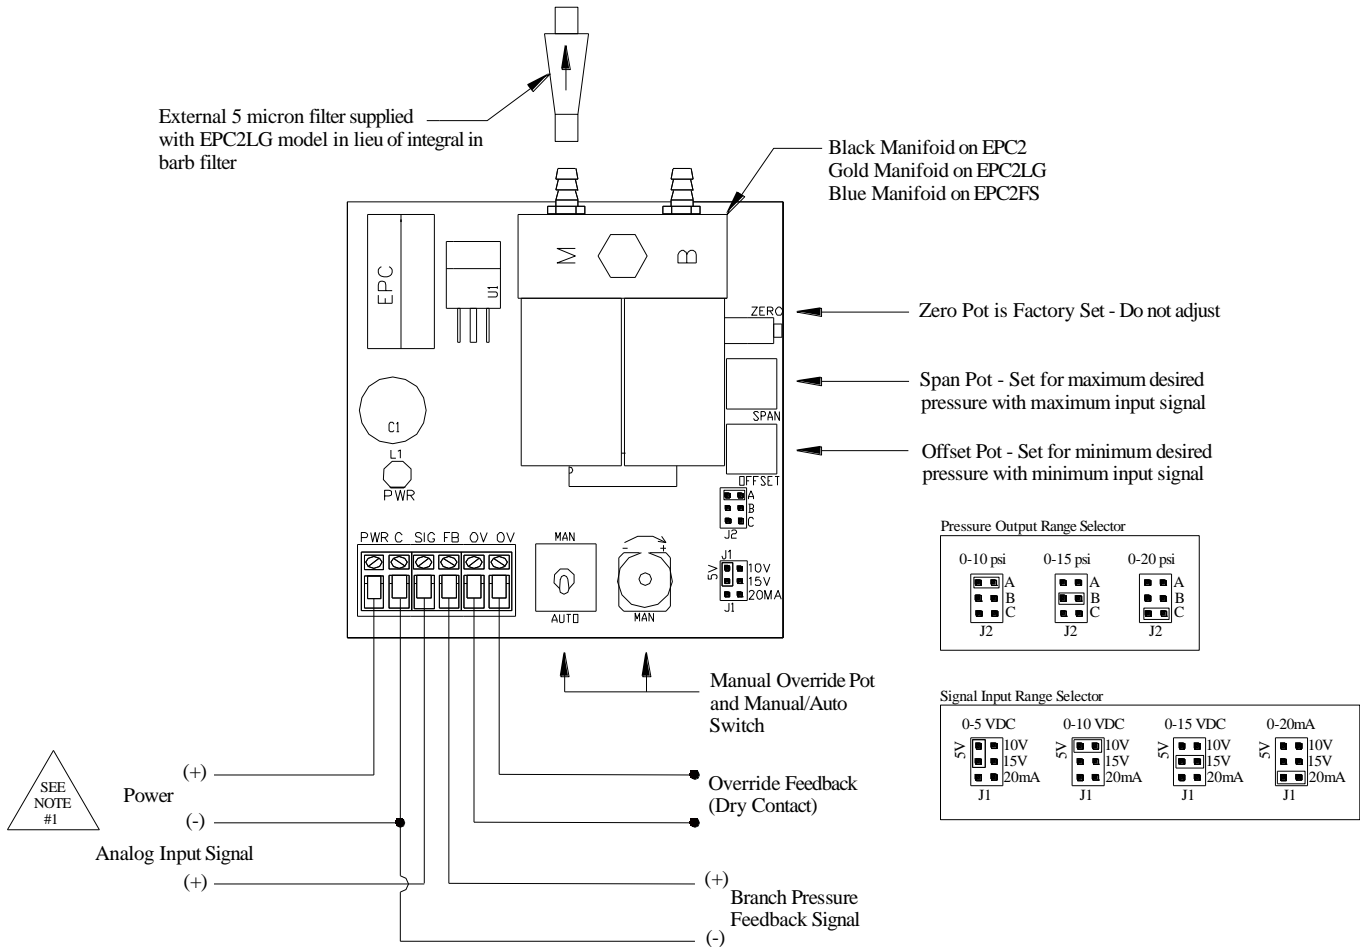 External 5 micron filter supplied
with EPC2LG model in lieu of integral in
barb filter
Black Manifoid on EPC2
Gold Manifoid on EPC2LG
Blue Manifoid on EPC2FS
M
B
EPC
U1
ZERO
Zero Pot is Factory Set - Do not adjust
Span Pot - Set for maximum desired
pressure with maximum input signal
SPAN
C1
Offset Pot - Set for minimum desired
pressure with minimum input signal
L1
PWR
P
OFFSET
A
B
C
J2
PWR C SIG FB OV OV
MAN
AUTO
- +
MAN
J1
5V
10V
15V
20MA
J1
Pressure Output Range Selector
0-10 psi
A
B
C
J2
0-15 psi
A
B
C
J2
0-20 psi
A
B
C
J2
Manual Override Pot
and Manual/Auto
Switch
Signal Input Range Selector
0-5 VDC
5V
10V
15V
20mA
J1
0-10 VDC
5V
10V
15V
20mA
J1
0-15 VDC
5V
10V
15V
20mA
J1
0-20mA
5V
10V
15V
20mA
J1
SEE
NOTE
#1
(+)
Power
(-)
Analog Input Signal
(+)
Override Feedback
(Dry Contact)
(+)
Branch Pressure
Feedback Signal
(-)